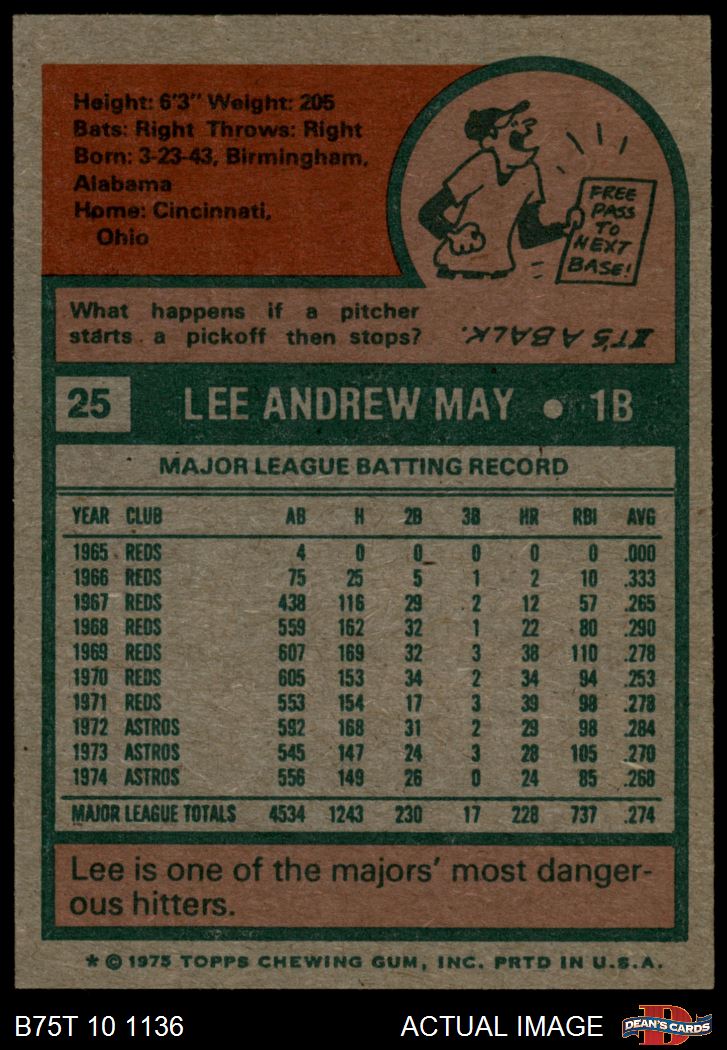 Height: 6'3" Weight: 205
Bats: Right Throws: Right
Born: 3-23-43, Birmingham,
Alabama
Home: Cincinnati,
Ohio
FREE
PASS
TO
NEXT
BASE!
What happens if a pitcher
starts a pickoff then stops?
IT'S A BALK.
25 LEE ANDREW MAY • 1B
MAJOR LEAGUE BATTING RECORD
YEAR CLUB AB H 2B 3B HR RBI AVG
1965 REDS 4 0 0 0 0 0 .000
1966 REDS 75 25 5 1 2 10 .333
1967 REDS 438 116 29 2 12 57 .265
1968 REDS 559 162 32 1 22 80 .290
1969 REDS 607 169 32 3 38 110 .278
1970 REDS 605 153 34 2 34 94 .253
1971 REDS 553 154 17 3 39 98 .278
1972 ASTROS 592 168 31 2 29 98 .284
1973 ASTROS 545 147 24 3 28 105 .270
1974 ASTROS 556 149 26 0 24 85 .268
MAJOR LEAGUE TOTALS 4534 1243 230 17 228 737 .274
Lee is one of the majors' most danger-
ous hitters.
* © 1975 TOPPS CHEWING GUM, INC. PRTD IN U.S.A.
B75T 10 1136 ACTUAL IMAGE D DEAN'S CARDS